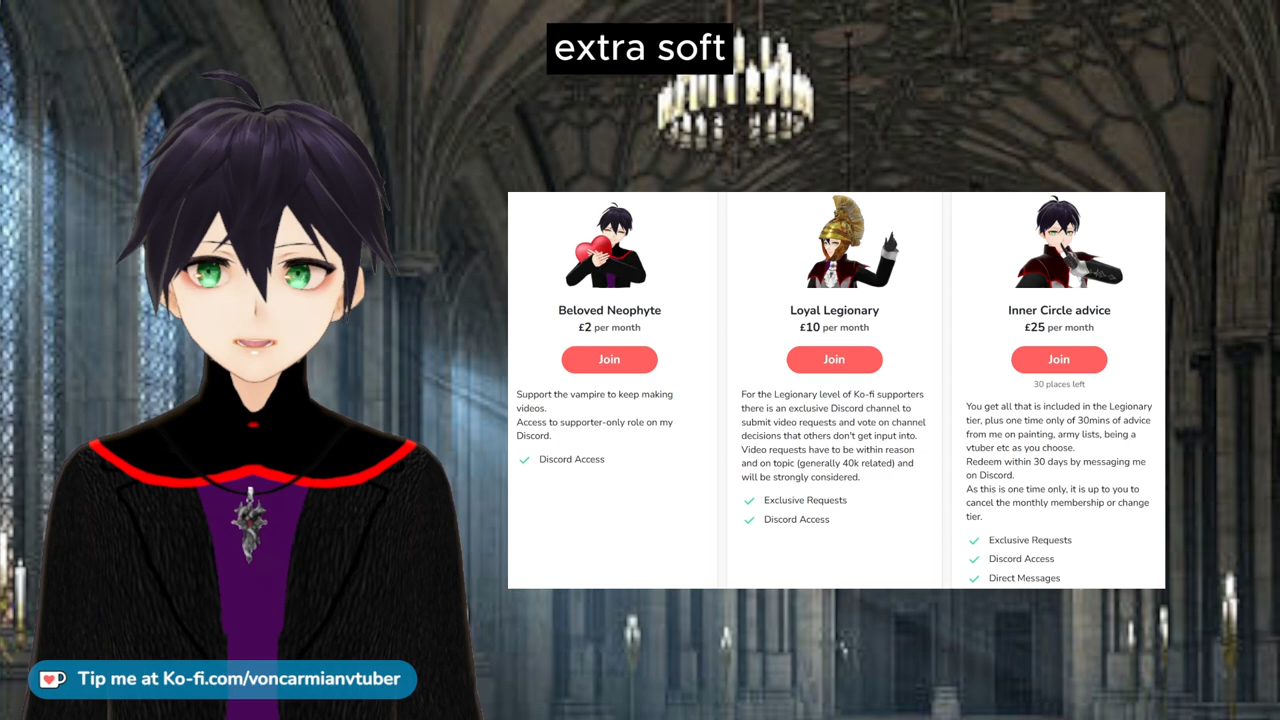 extra soft
Beloved Neophyte
£2 per month
Join
Support the vampire to keep making
videos.
Access to supporter-only role on my
Discord.
Discord Access
Loyal Legionary
£10 per month
Join
For the Legionary level of Ko-fi supporters
there is an exclusive Discord channel to
submit video requests and vote on channel
decisions that others don't get input into.
Video requests have to be within reason
and on topic (generally 40k related) and
will be strongly considered.
Exclusive Requests
Discord Access
Inner Circle advice
£25 per month
Join
30 places left
You get all that is included in the Legionary
tier, plus one time only of 30mins of advice
from me on painting, army lists, being a
vtuber etc as you choose.
Redeem within 30 days by messaging me
on Discord.
As this is one time only, it is up to you to
cancel the monthly membership or change
tier.
Exclusive Requests
Discord Access
Direct Messages
Tip me at Ko-fi.com/voncarmianvtuber